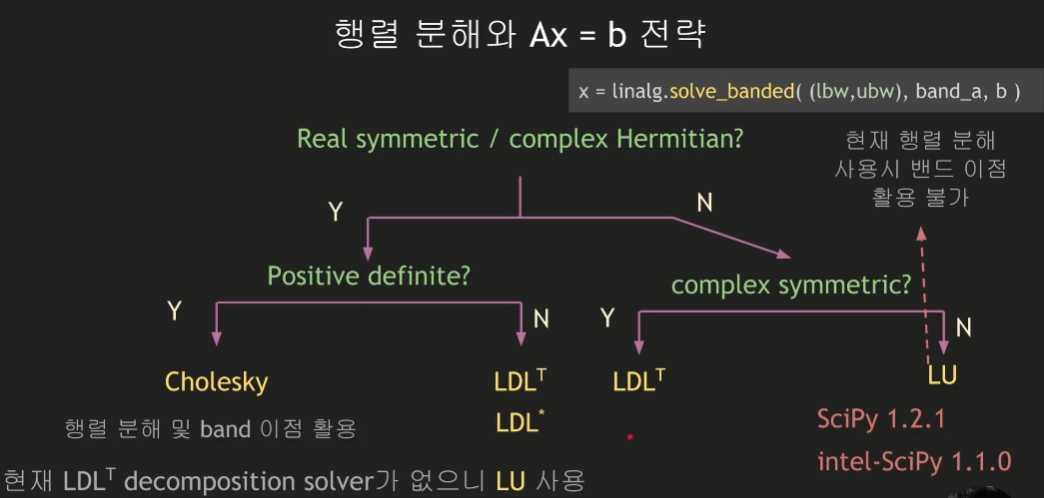 행렬 분해와 Ax = b 전략
x = linalg.solve_banded( (lbw,ubw), band_a, b )
Real symmetric / complex Hermitian?
현재 행렬 분해
사용시 밴드 이점
활용 불가
Y
N
Positive definite?
complex symmetric?
Y
N
Y
N
Cholesky
LDLᵀ
LDLᵀ
LU
행렬 분해 및 band 이점 활용
LDL*
SciPy 1.2.1
intel-SciPy 1.1.0
현재 LDLᵀ decomposition solver가 없으니 LU 사용